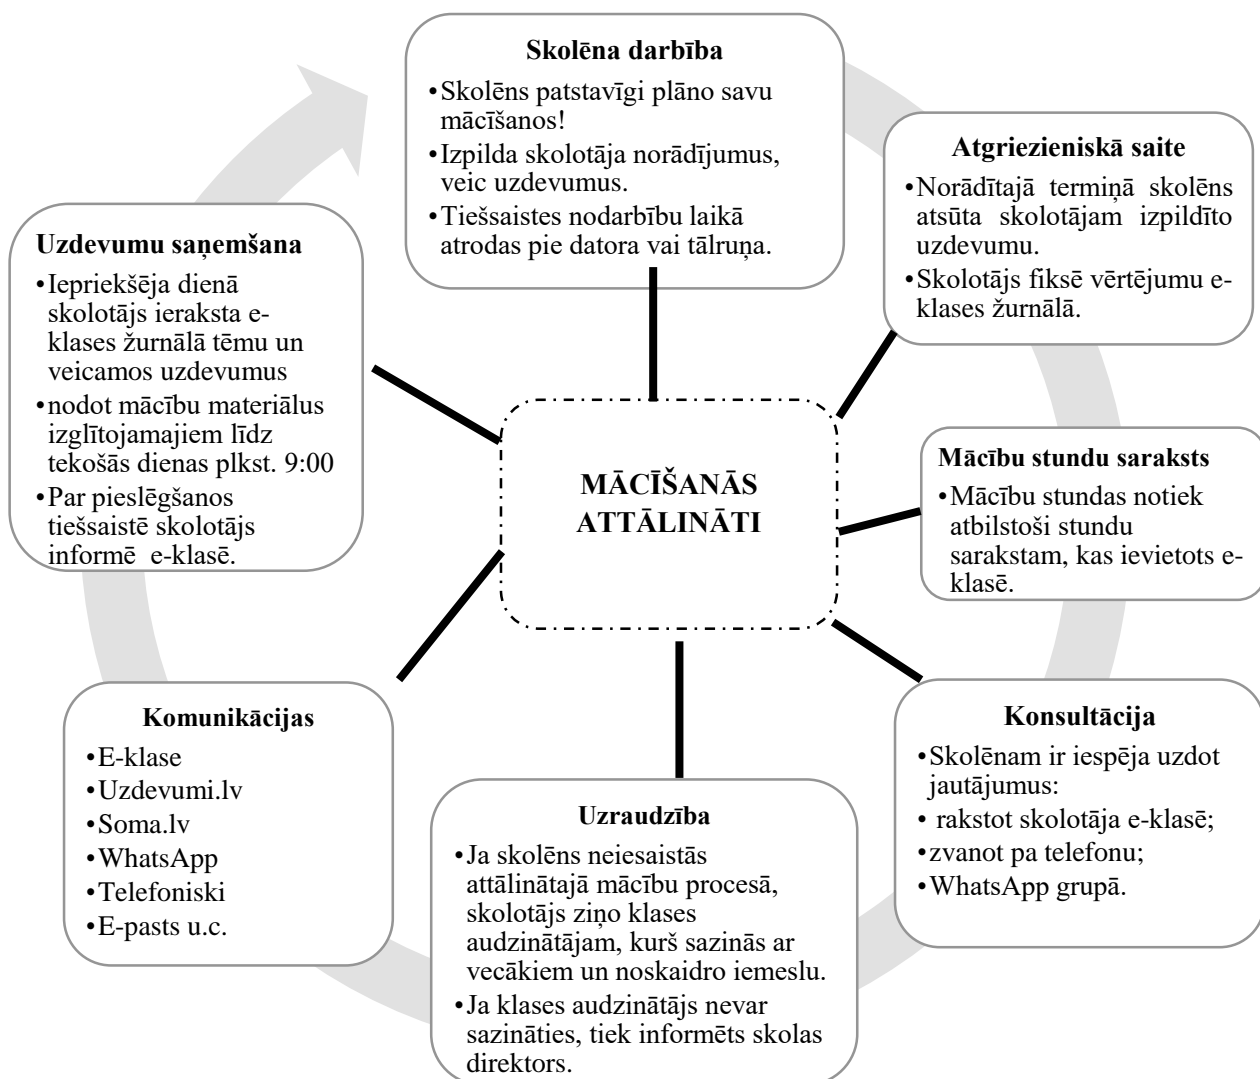 Skolēna darbība
•Skolēns patstavīgi plāno savu
mācīšanos!
•Izpilda skolotāja norādījumus,
veic uzdevumus.
•Tiešsaistes nodarbību laikā
atrodas pie datora vai tālruņa.
Atgriezieniskā saite
•Norādītajā termiņā skolēns
atsūta skolotājam izpildīto
uzdevumu.
•Skolotājs fiksē vērtējumu e-
klases žurnālā.
Mācību stundu saraksts
•Mācību stundas notiek
atbilstoši stundu
sarakstam, kas ievietots e-
klasē.
Konsultācija
•Skolēnam ir iespēja uzdot
jautājumus:
• rakstot skolotāja e-klasē;
•zvanot pa telefonu;
•WhatsApp grupā.
Uzraudzība
•Ja skolēns neiesaistās
attālinātajā mācību procesā,
skolotājs ziņo klases
audzinātājam, kurš sazinās ar
vecākiem un noskaidro iemeslu.
•Ja klases audzinātājs nevar
sazināties, tiek informēts skolas
direktors.
Komunikācijas
•E-klase
•Uzdevumi.lv
•Soma.lv
•WhatsApp
•Telefoniski
•E-pasts u.c.
Uzdevumu saņemšana
•Iepriekšēja dienā
skolotājs ieraksta e-
klases žurnālā tēmu un
veicamos uzdevumus
•nodot mācību materiālus
izglītojamajiem līdz
tekošās dienas plkst. 9:00
•Par pieslēgšanos
tiešsaistē skolotājs
informē e-klasē.
MĀCĪŠANĀS
ATTĀLINĀTI